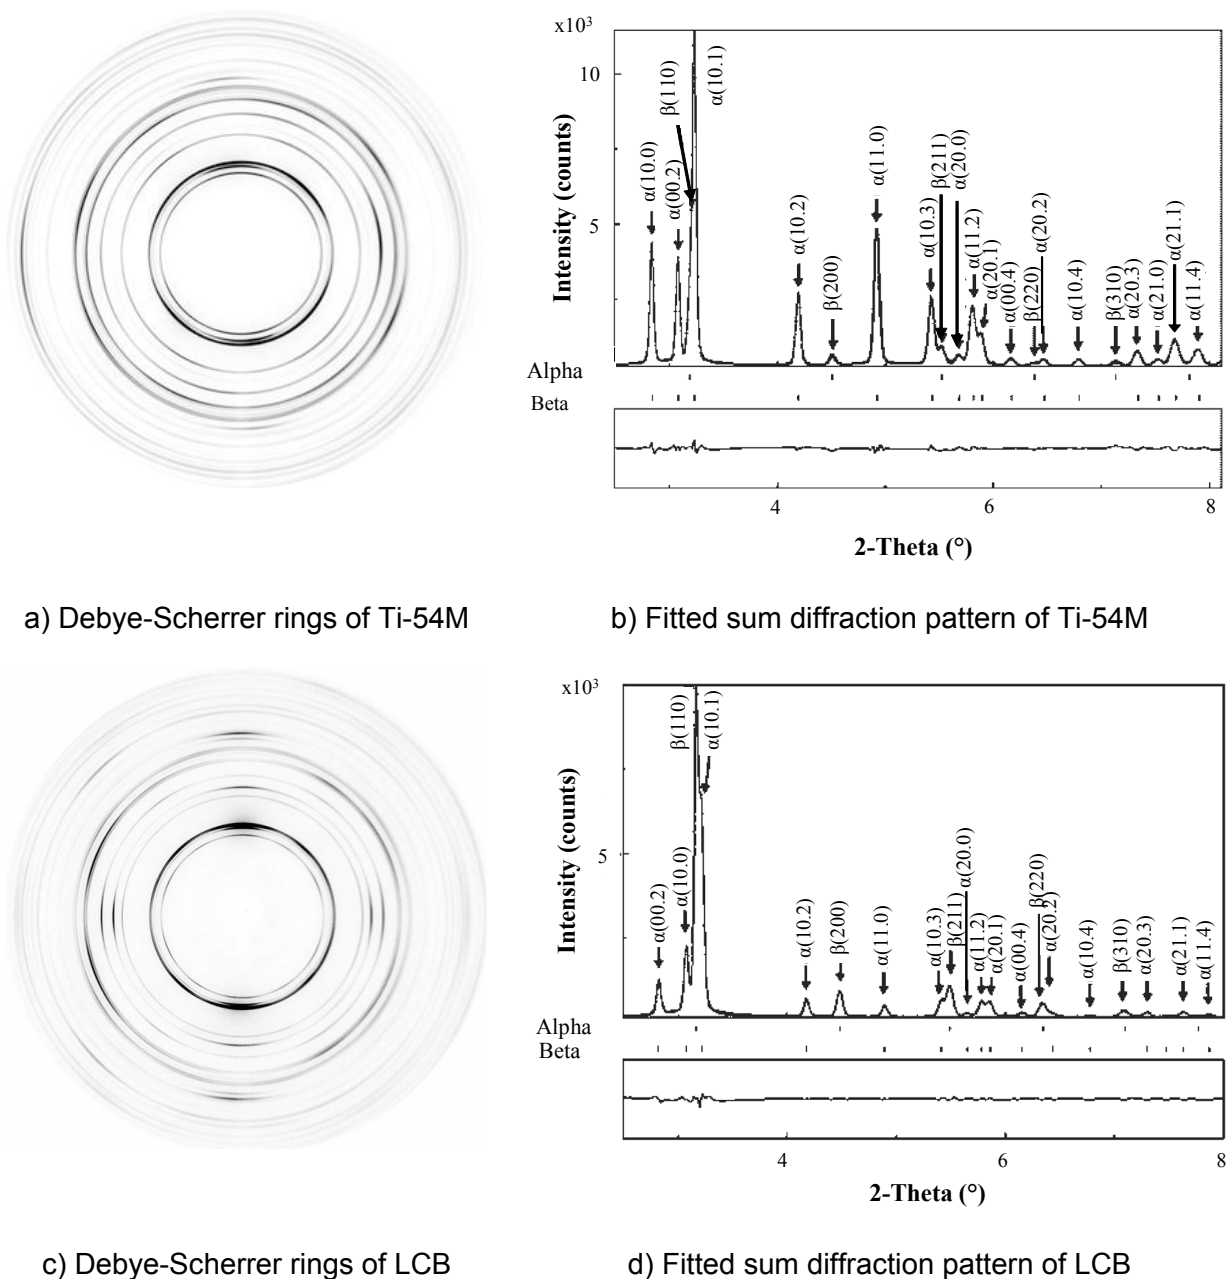 x10³
10
5
Intensity (counts)
α(10.0)
α(00.2)
β(110)
α(10.1)
α(10.2)
β(200)
α(11.0)
α(10.3)
β(211)
α(20.0)
α(11.2)
α(20.1)
α(00.4)
β(220)
α(20.2)
α(10.4)
β(310)
α(20.3)
α(21.0)
α(21.1)
α(11.4)
Alpha
Beta
4
6
8
2-Theta (°)
a) Debye-Scherrer rings of Ti-54M
b) Fitted sum diffraction pattern of Ti-54M
x10³
5
Intensity (counts)
α(00.2)
α(10.0)
β(110)
α(10.1)
α(10.2)
β(200)
α(11.0)
α(10.3)
β(211)
α(20.0)
α(11.2)
α(20.1)
α(00.4)
β(220)
α(20.2)
α(10.4)
β(310)
α(20.3)
α(21.1)
α(11.4)
Alpha
Beta
4
6
8
2-Theta (°)
c) Debye-Scherrer rings of LCB
d) Fitted sum diffraction pattern of LCB